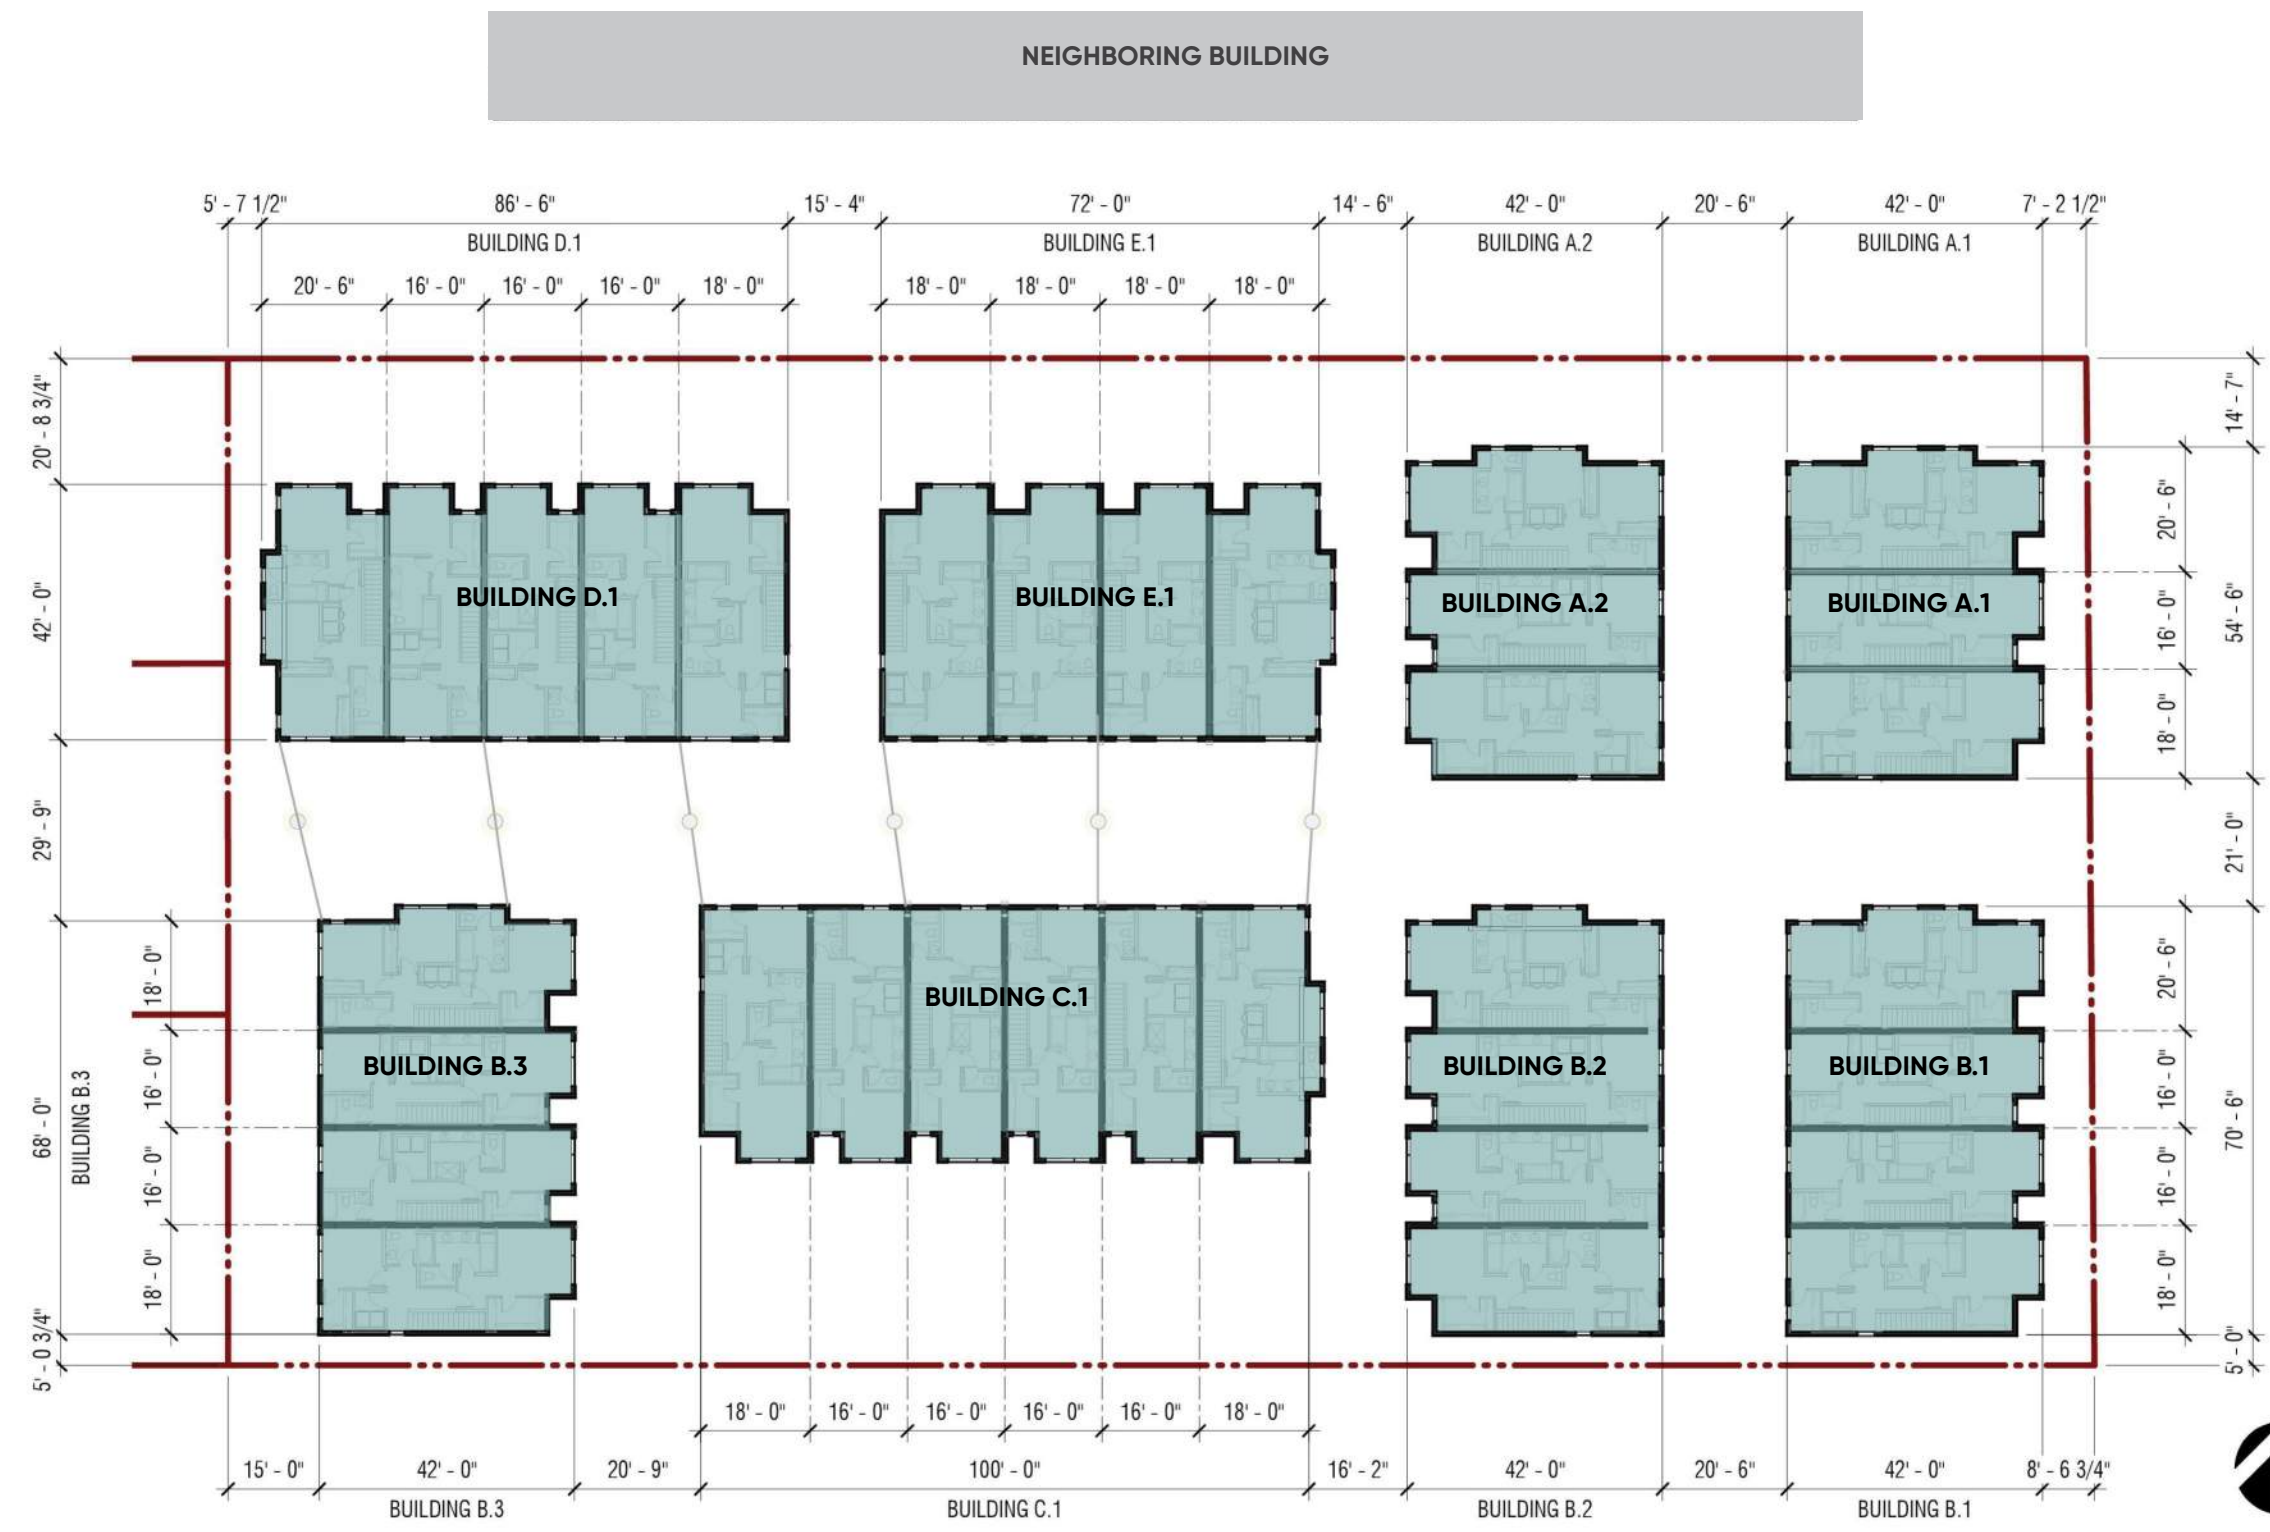 NEIGHBORING BUILDING
5' - 7 1/2" 86' - 6" 15' - 4" 72' - 0" 14' - 6" 42' - 0" 20' - 6" 42' - 0" 7' - 2 1/2"
BUILDING D.1 BUILDING E.1 BUILDING A.2 BUILDING A.1
20' - 6" 16' - 0" 16' - 0" 16' - 0" 18' - 0" 18' - 0" 18' - 0" 18' - 0" 18' - 0"
20' - 8 3/4"
42' - 0"
29' - 9"
68' - 0"
5' - 0 3/4"
BUILDING B.3
18' - 0"
16' - 0"
16' - 0"
18' - 0"
BUILDING D.1
BUILDING E.1
BUILDING A.2
BUILDING A.1
BUILDING C.1
BUILDING B.3
BUILDING B.2
BUILDING B.1
20' - 6"
16' - 0"
18' - 0"
20' - 6"
16' - 0"
16' - 0"
18' - 0"
14' - 7"
54' - 6"
21' - 0"
70' - 6"
5' - 0"
18' - 0" 16' - 0" 16' - 0" 16' - 0" 16' - 0" 18' - 0"
15' - 0" 42' - 0" 20' - 9" 100' - 0" 16' - 2" 42' - 0" 20' - 6" 42' - 0" 8' - 6 3/4"
BUILDING B.3 BUILDING C.1 BUILDING B.2 BUILDING B.1